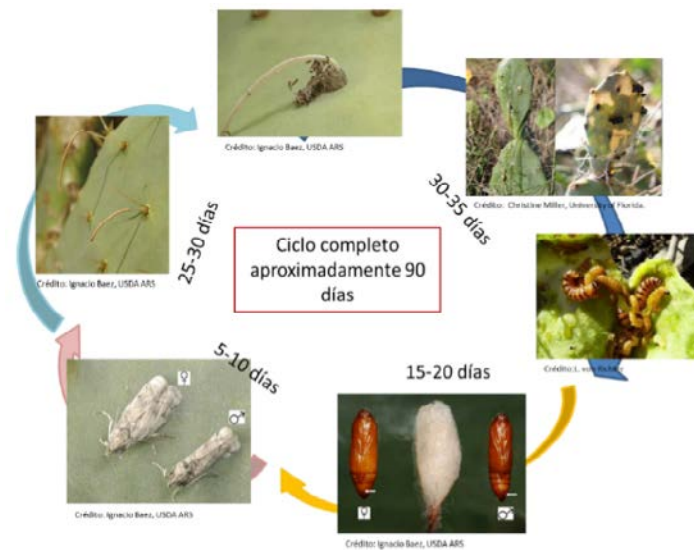 Crédito: Ignacio Baez, USDA ARS
Crédito: Christine Miller, University of Florida.
Crédito: Ignacio Baez, USDA ARS
25-30 días
30-35 días
Ciclo completo
aproximadamente 90
días
Crédito: L.
5-10 días
15-20 días
♀
♂
Crédito: Ignacio Baez, USDA ARS
♀
♂
Crédito: Ignacio Baez, USDA ARS